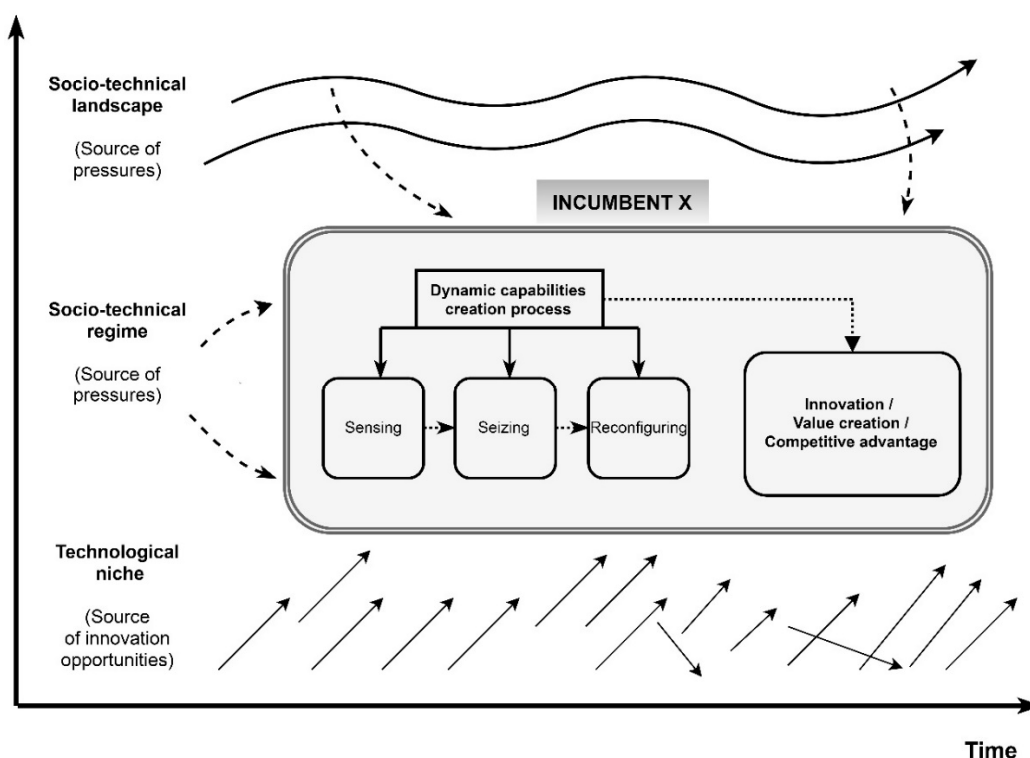 Socio-technical
landscape
(Source of
pressures)
INCUMBENT X
Dynamic capabilities
creation process
Socio-technical
regime
(Source of
pressures)
Sensing
Seizing
Reconfiguring
Innovation /
Value creation /
Competitive advantage
Technological
niche
(Source
of innovation
opportunities)
Time